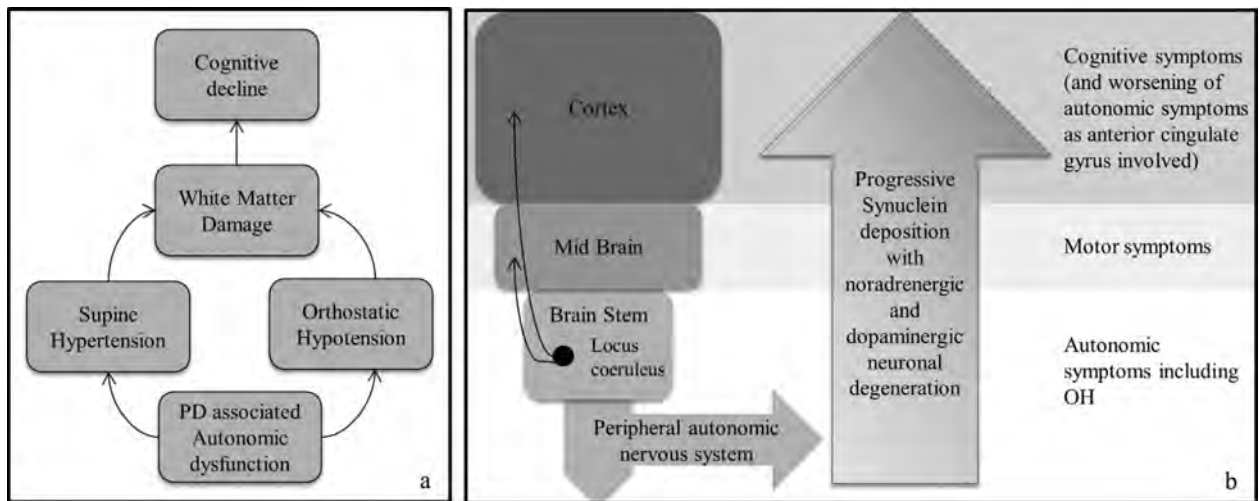 Cognitive
decline
White Matter
Damage
Supine
Hypertension
Orthostatic
Hypotension
PD associated
Autonomic
dysfunction
a
Cortex
Mid Brain
Brain Stem
Locus
coeruleus
Peripheral autonomic
nervous system
Progressive
Synuclein
deposition
with
noradrenergic
and
dopaminergic
neuronal
degeneration
Cognitive symptoms
(and worsening of
autonomic symptoms
as anterior cingulate
gyrus involved)
Motor symptoms
Autonomic
symptoms including
OH
b